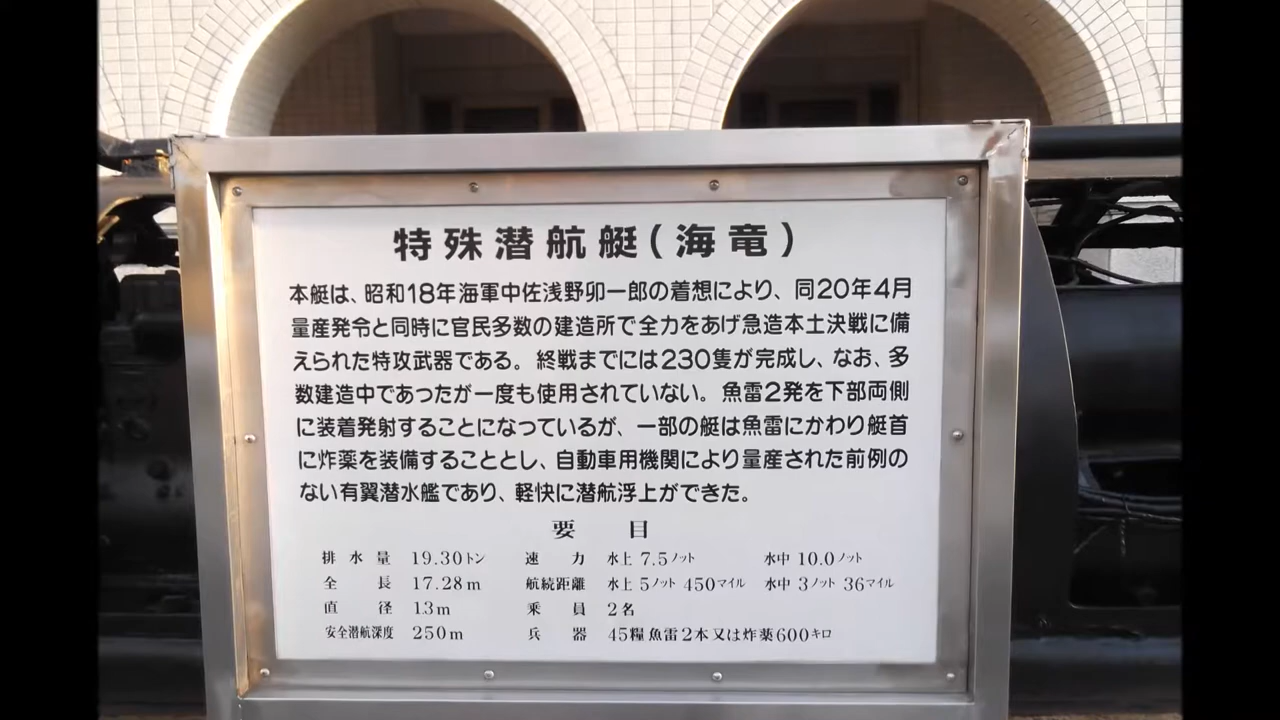 特殊潜航艇(海竜)
本艇は、昭和18年海軍中佐浅野卯一郎の着想により、同20年4月
量産発令と同時に官民多数の建造所で全力をあげ急造本土決戦に備
えられた特攻武器である。終戦までには230隻が完成し、なお、多
数建造中であったが一度も使用されていない。魚雷2発を下部両側
に装着発射することになっているが、一部の艇は魚雷にかわり艇首
に炸薬を装備することとし、自動車用機関により量産された前例の
ない有翼潜水艦であり、軽快に潜航浮上ができた。
要目
排水量 19.30トン 速力 水上 7.5ノット 水中 10.0ノット
全長 17.28m 航続距離 水上 5ノット 450マイル 水中 3ノット 36マイル
直径 13m 乗員 2名
安全潜航深度 250m 兵器 45糎魚雷2本又は炸薬600キロ